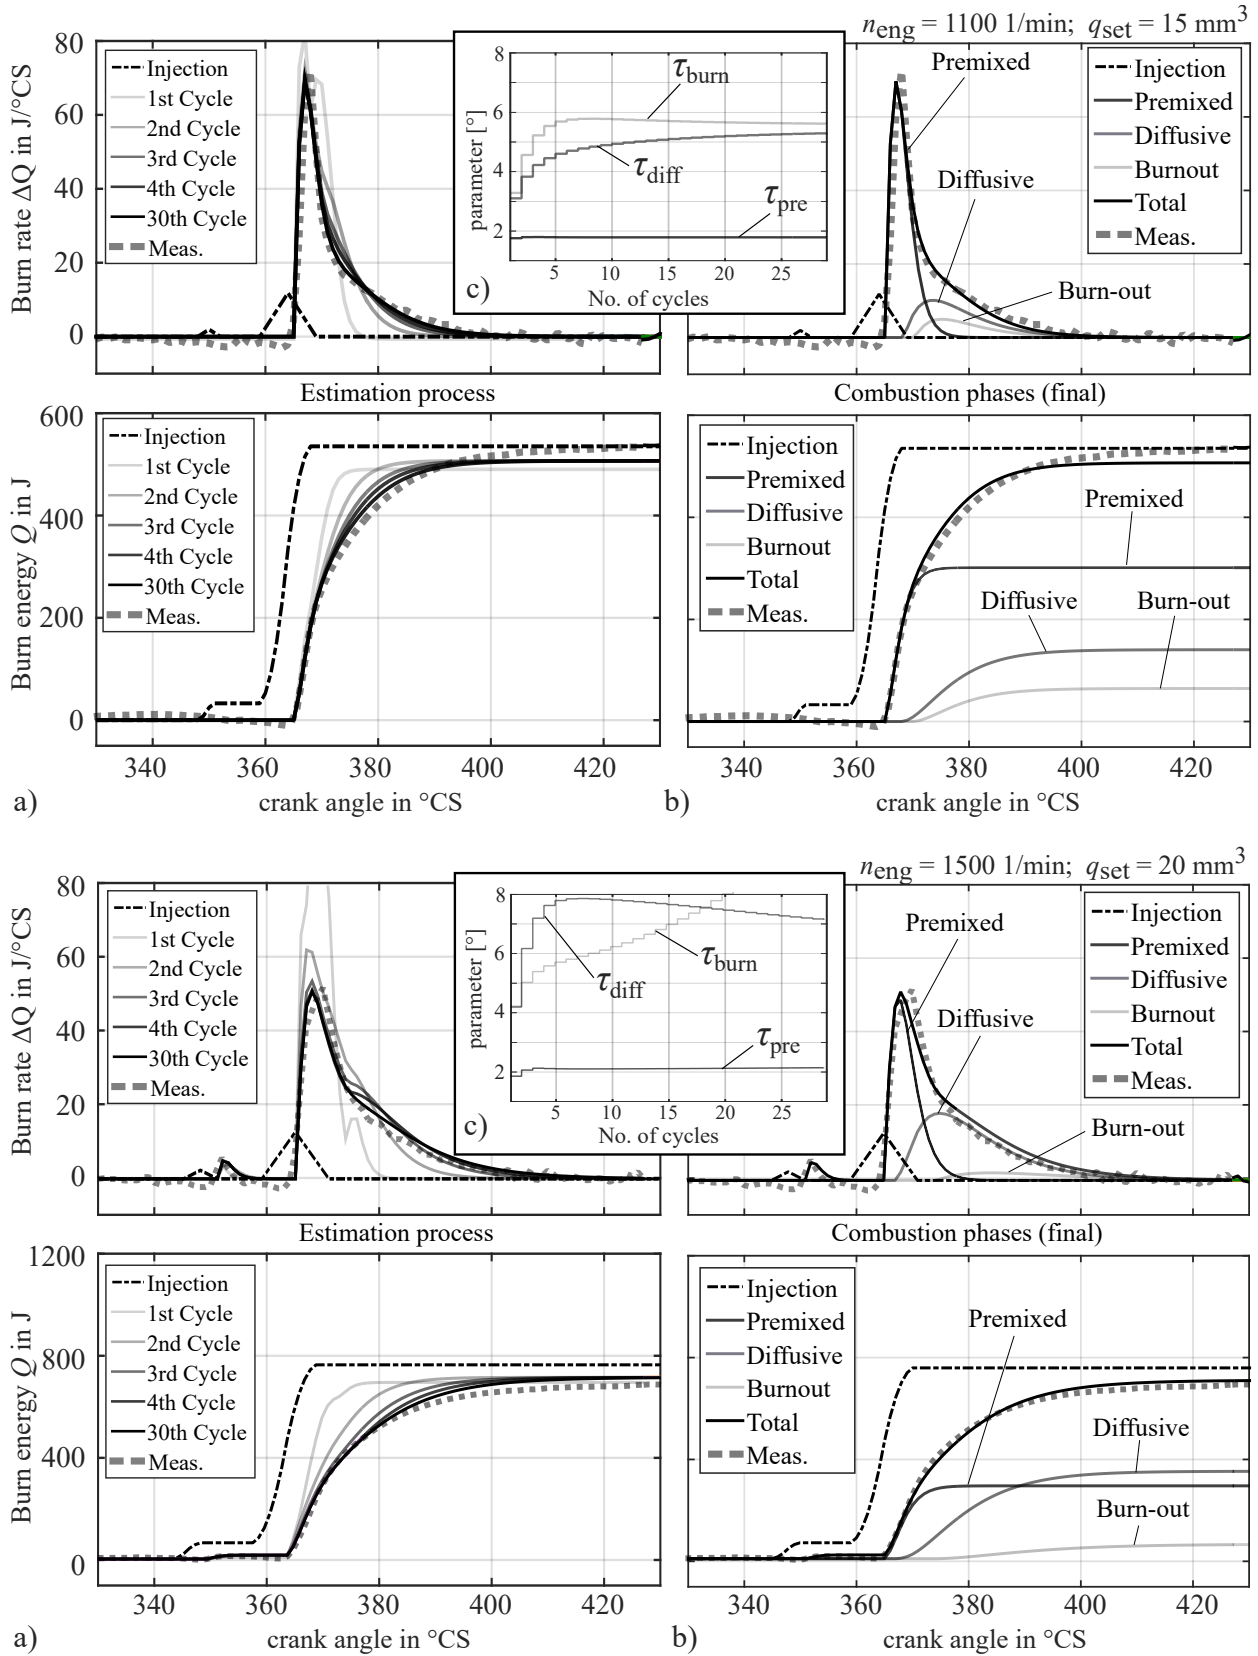 n_eng = 1100 1/min; q_set = 15 mm³
Burn rate ΔQ in J/°CS
80
60
40
20
0
Injection
1st Cycle
2nd Cycle
3rd Cycle
4th Cycle
30th Cycle
Meas.
parameter [°]
8
6
4
2
τburn
τdiff
τpre
5 10 15 20 25
c)
No. of cycles
Premixed
Diffusive
Burn-out
Injection
Premixed
Diffusive
Burnout
Total
Meas.
Estimation process
Combustion phases (final)
Burn energy Q in J
600
400
200
0
Injection
1st Cycle
2nd Cycle
3rd Cycle
4th Cycle
30th Cycle
Meas.
Injection
Premixed
Diffusive
Burnout
Total
Meas.
Premixed
Diffusive
Burn-out
340 360 380 400 420
340 360 380 400 420
a)
crank angle in °CS
b)
crank angle in °CS
n_eng = 1500 1/min; q_set = 20 mm³
Burn rate ΔQ in J/°CS
80
60
40
20
0
Injection
1st Cycle
2nd Cycle
3rd Cycle
4th Cycle
30th Cycle
Meas.
parameter [°]
8
6
4
2
τburn
τdiff
τpre
5 10 15 20 25
c)
No. of cycles
Premixed
Diffusive
Burn-out
Injection
Premixed
Diffusive
Burnout
Total
Meas.
Estimation process
Combustion phases (final)
Burn energy Q in J
1200
800
400
0
Injection
1st Cycle
2nd Cycle
3rd Cycle
4th Cycle
30th Cycle
Meas.
Injection
Premixed
Diffusive
Burnout
Total
Meas.
Premixed
Diffusive
Burn-out
340 360 380 400 420
340 360 380 400 420
a)
crank angle in °CS
b)
crank angle in °CS